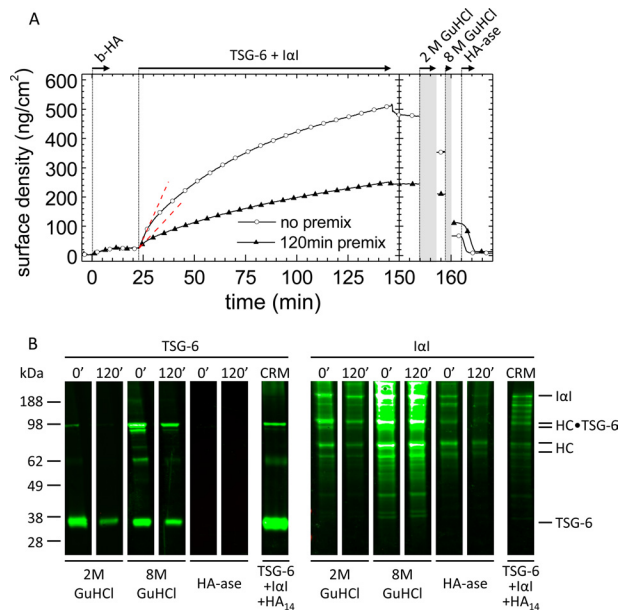 A
b-HA
TSG-6 + IαI
2 M GuHCl
8 M GuHCl
HA-ase
surface density (ng/cm²)
600
500
400
300
200
100
0
no premix
120min premix
0 25 50 75 100 125 150 160
time (min)
B
TSG-6 IαI
kDa 0' 120' 0' 120' 0' 120' CRM 0' 120' 0' 120' 0' 120' CRM
188
98
62
49
38
28
IαI
HC•TSG-6
HC
TSG-6
2M GuHCl
8M GuHCl
HA-ase
TSG-6
+IαI
+HA₁₄
2M GuHCl
8M GuHCl
HA-ase
TSG-6
+IαI
+HA₁₄